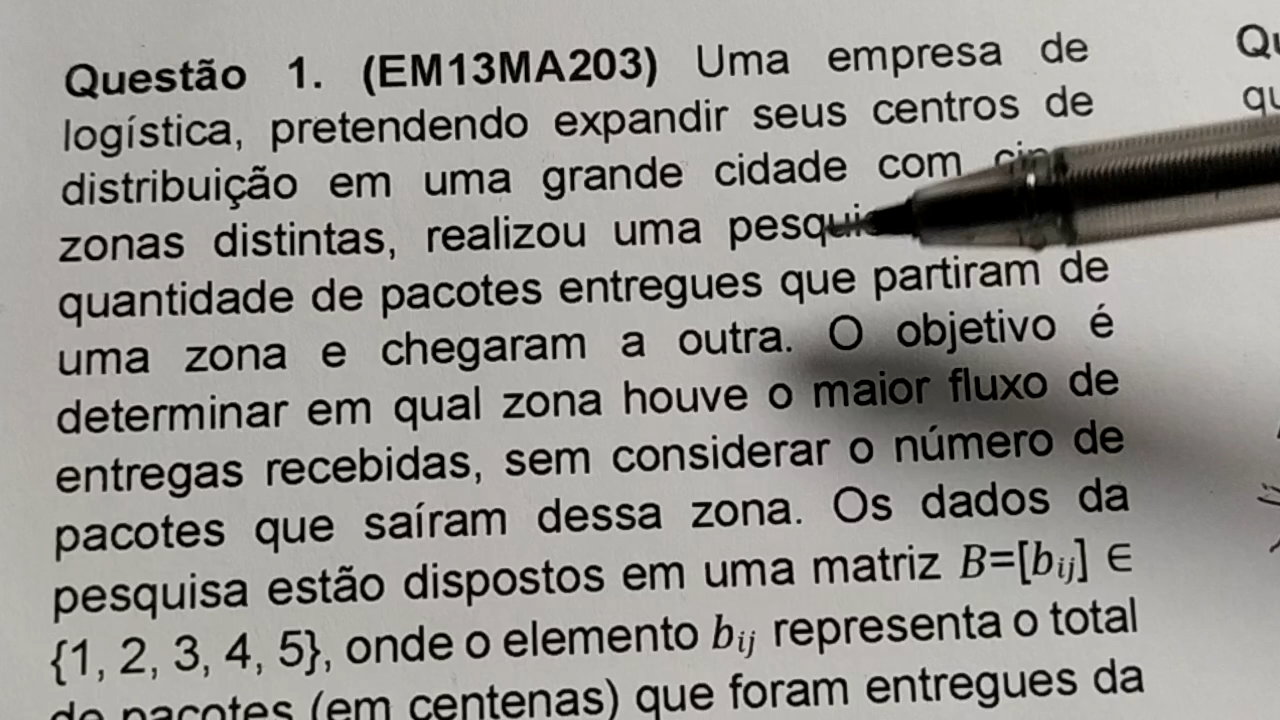 Questão 1. (EM13MA203) Uma empresa de
logística, pretendendo expandir seus centros de
distribuição em uma grande cidade com
zonas distintas, realizou uma
quantidade de pacotes entregues que partiram de
uma zona e chegaram a outra. O objetivo é
determinar em qual zona houve o maior fluxo de
entregas recebidas, sem considerar o número de
pacotes que saíram dessa zona. Os dados da
pesquisa estão dispostos em uma matriz B=[bij] ∈
{1, 2, 3, 4, 5}, onde o elemento bij representa o total
de pacotes (em centenas) que foram entregues da